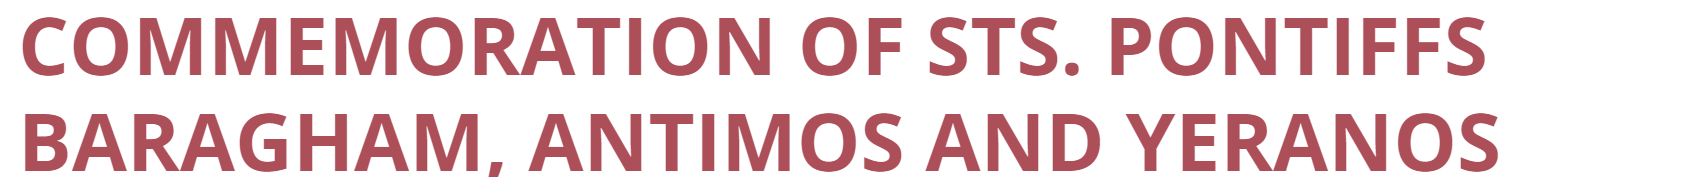 COMMEMORATION OF STS. PONTIFFS
BARAGHAM, ANTIMOS AND YERANOS